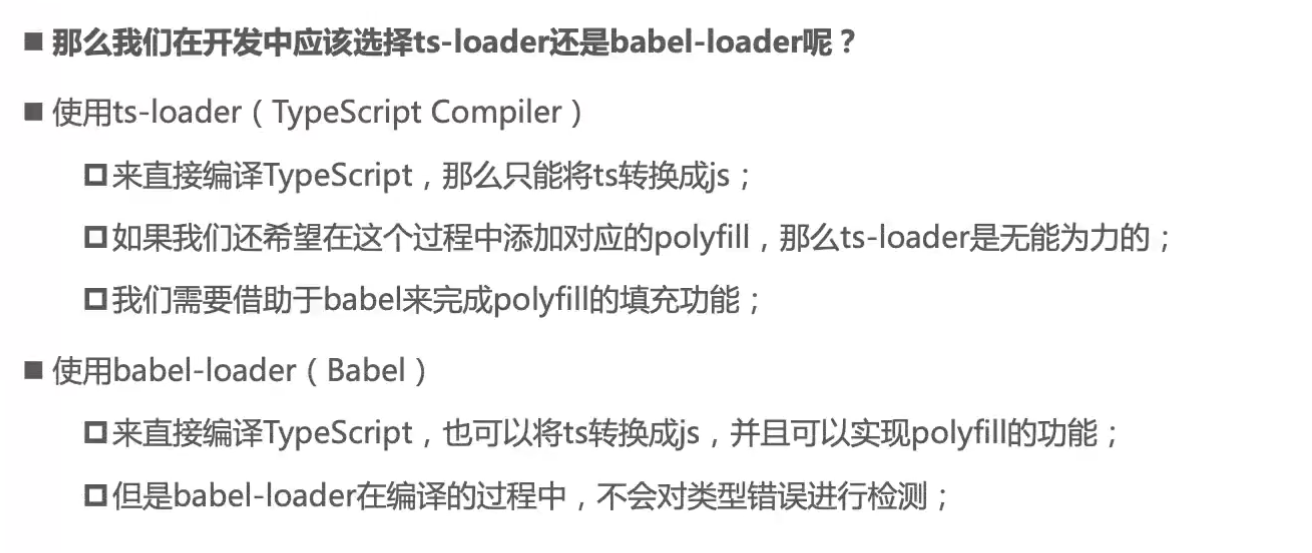 ■ 那么我们在开发中应该选择ts-loader还是babel-loader呢？
■ 使用ts-loader（TypeScript Compiler）
□ 来直接编译TypeScript，那么只能将ts转换成js；
□ 如果我们还希望在这个过程中添加对应的polyfill，那么ts-loader是无能为力的；
□ 我们需要借助于babel来完成polyfill的填充功能；
■ 使用babel-loader（Babel）
□ 来直接编译TypeScript，也可以将ts转换成js，并且可以实现polyfill的功能；
□ 但是babel-loader在编译的过程中，不会对类型错误进行检测；